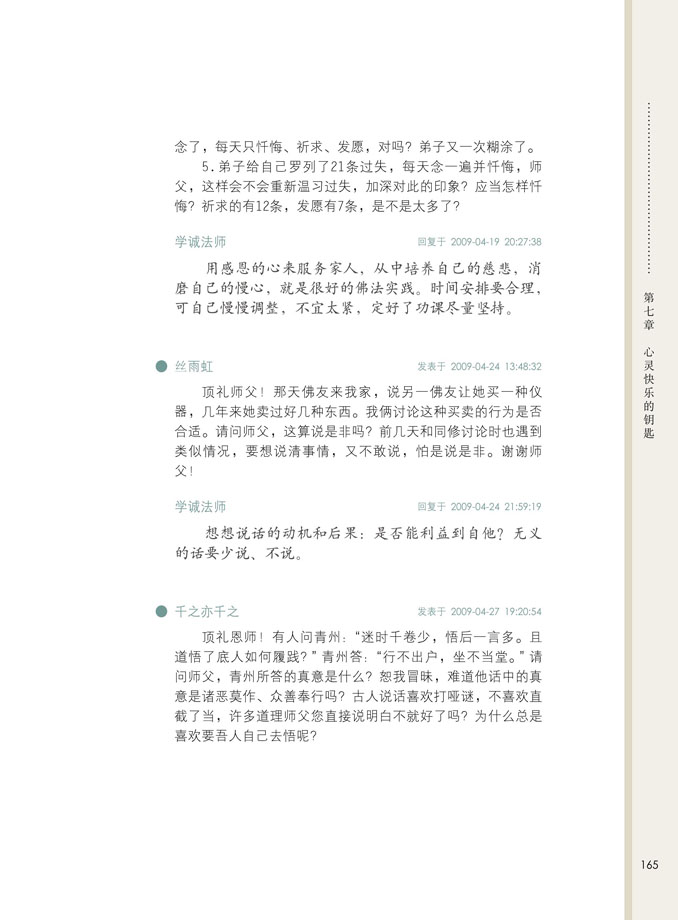 念了，每天只忏悔、祈求、发愿，对吗？弟子又一次糊涂了。
5.弟子给自己罗列了21条过失，每天念一遍并忏悔，师
父，这样会不会重新温习过失，加深对此的印象？应当怎样忏
悔？祈求的有12条，发愿有7条，是不是太多了？
学诚法师 回复于 2009-04-19 20:27:38
用感恩的心来服务家人，从中培养自己的慈悲，消
磨自己的慢心，就是很好的佛法实践。时间安排要合理，
可自己慢慢调整，不宜太紧，定好了功课尽量坚持。
丝雨虹 发表于 2009-04-24 13:48:32
顶礼师父！那天佛友来我家，说另一佛友让她买一种仪
器，几年来她卖过好几种东西。我俩讨论这种买卖的行为是否
合适。请问师父，这算说是非吗？前几天和同修讨论时也遇到
类似情况，要想说清事情，又不敢说，怕是说是非。谢谢师
父！
学诚法师 回复于 2009-04-24 21:59:19
想想说话的动机和后果：是否能利益到自他？无义
的话要少说、不说。
千之亦千之 发表于 2009-04-27 19:20:54
顶礼恩师！有人问青州：“迷时千卷少，悟后一言多。且
道悟了底人如何履践？”青州答：“行不出户，坐不当堂。”请
问师父，青州所答的真意是什么？恕我冒昧，难道他话中的真
意是诸恶莫作、众善奉行吗？古人说话喜欢打哑谜，不喜欢直
截了当，许多道理师父您直接说明白不就好了吗？为什么总是
喜欢要吾人自己去悟呢？
第七章 心灵快乐的钥匙
165